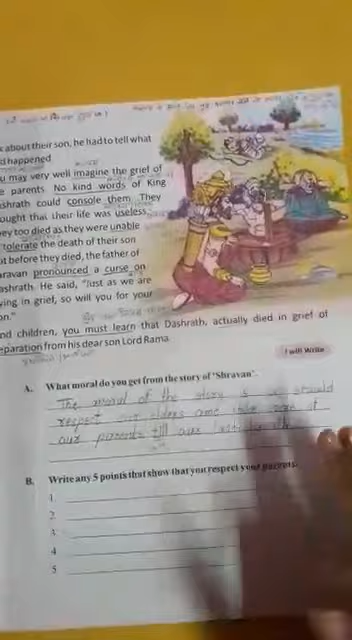 about their son, he had to tell what
happened
may very well imagine the grief of
parents. No kind words of King
shrath could console them. They
ought that their life was useless.
ey too died as they were unable
tolerate the death of their son
t before they died, the father of
ravan pronounced a curse on
ashrath. He said, "Just as we are
ying in grief, so will you for your
on."
nd children, you must learn that Dashrath, actually died in grief of
eparation from his dear son Lord Rama
I will Write
A. What moral do you get from the story of 'Shravan'.
The moral of the story is we should
respect our elders and take care of
our parents till our last
B. Write any 5 points that show that you respect your parents.
1.
2.
3.
4
5